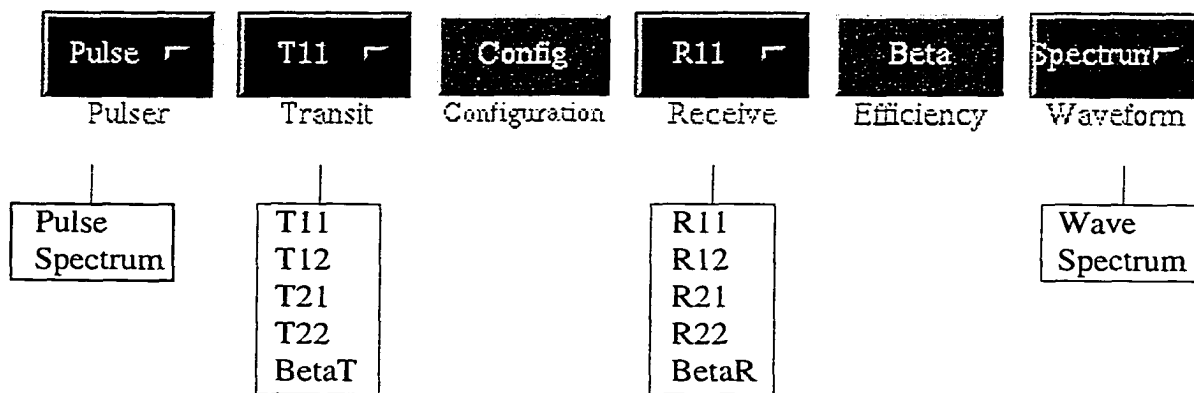 Pulse T11 Config R11 Beta Spectrum
Pulser Transit Configuration Receive Efficiency Waveform
Pulse
Spectrum
T11
T12
T21
T22
BetaT
R11
R12
R21
R22
BetaR
Wave
Spectrum